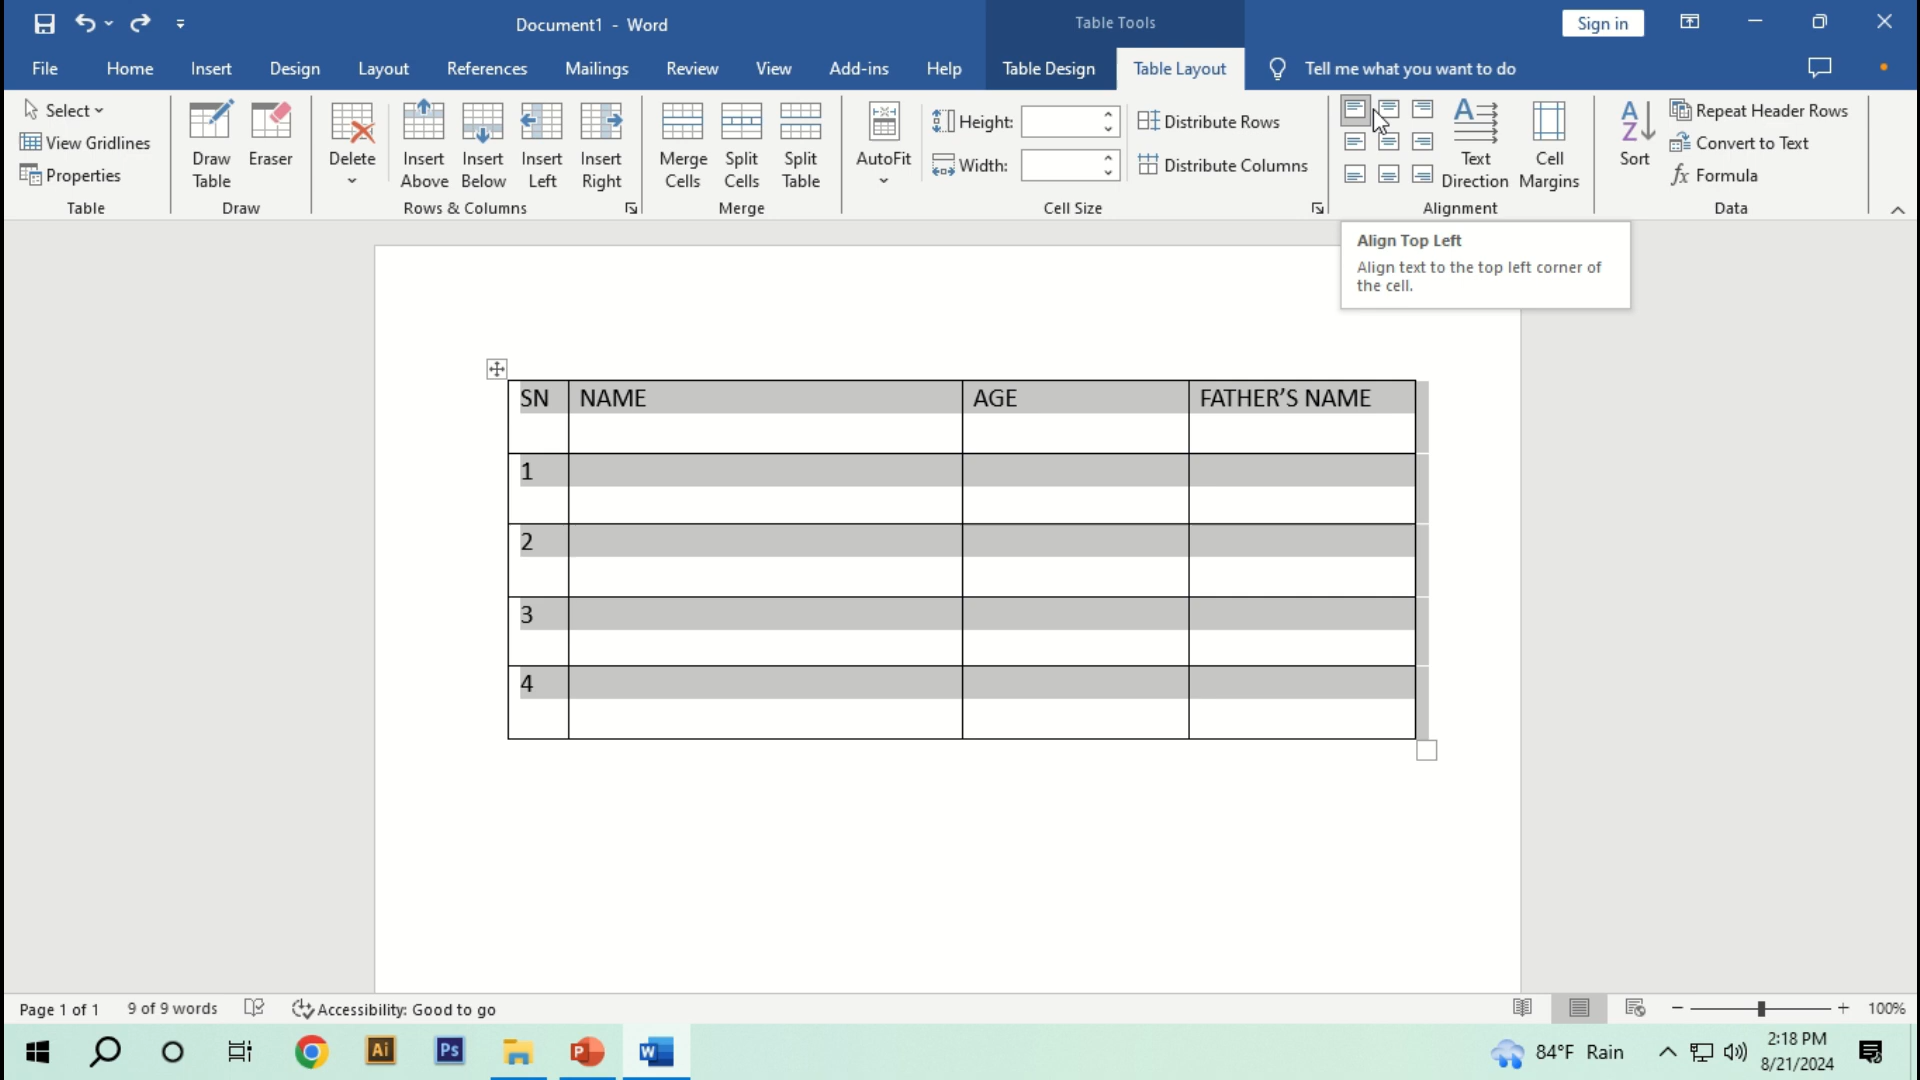 Document1 - Word
Table Tools
Sign in
File Home Insert Design Layout References Mailings Review View Add-ins Help Table Design Table Layout Tell me what you want to do
Select
View Gridlines
Properties
Table
Draw Table
Eraser
Draw
Delete
Insert Above
Insert Below
Insert Left
Insert Right
Rows & Columns
Merge Cells
Split Cells
Split Table
Merge
AutoFit
Height:
Width:
Distribute Rows
Distribute Columns
Cell Size
Text Direction
Cell Margins
Alignment
Sort
Repeat Header Rows
Convert to Text
Formula
Data
Align Top Left
Align text to the top left corner of
the cell.
SN NAME AGE FATHER’S NAME
1
2
3
4
Page 1 of 1 9 of 9 words Accessibility: Good to go 100%
Ai Ps P W 84°F Rain
2:18 PM
8/21/2024